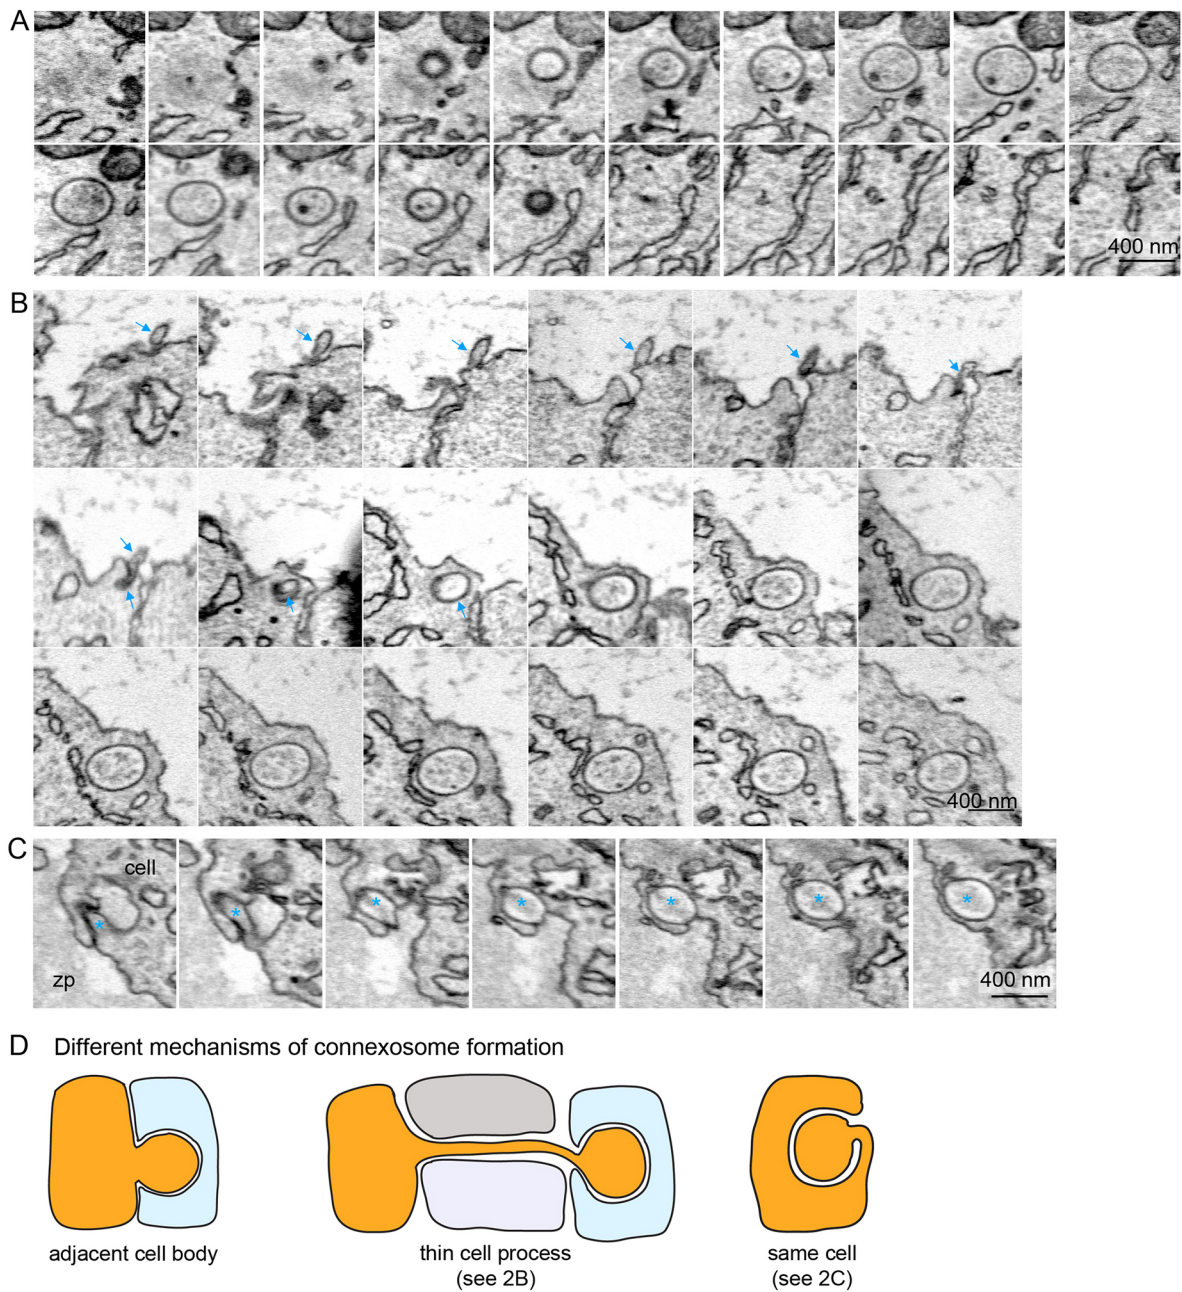 A
400 nm
B
400 nm
C
cell
zp
*
*
*
*
*
*
*
400 nm
D Different mechanisms of connexosome formation
adjacent cell body
thin cell process
(see 2B)
same cell
(see 2C)